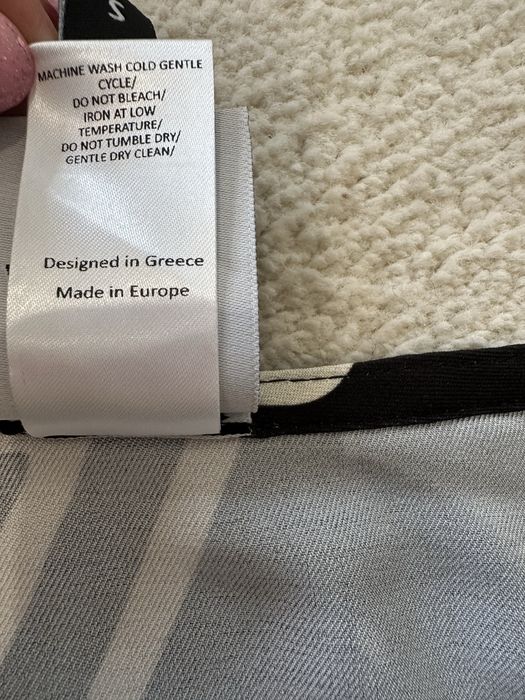 S
MACHINE WASH COLD GENTLE
CYCLE/
DO NOT BLEACH/
IRON AT LOW
TEMPERATURE/
DO NOT TUMBLE DRY/
GENTLE DRY CLEAN/
Designed in Greece
Made in Europe